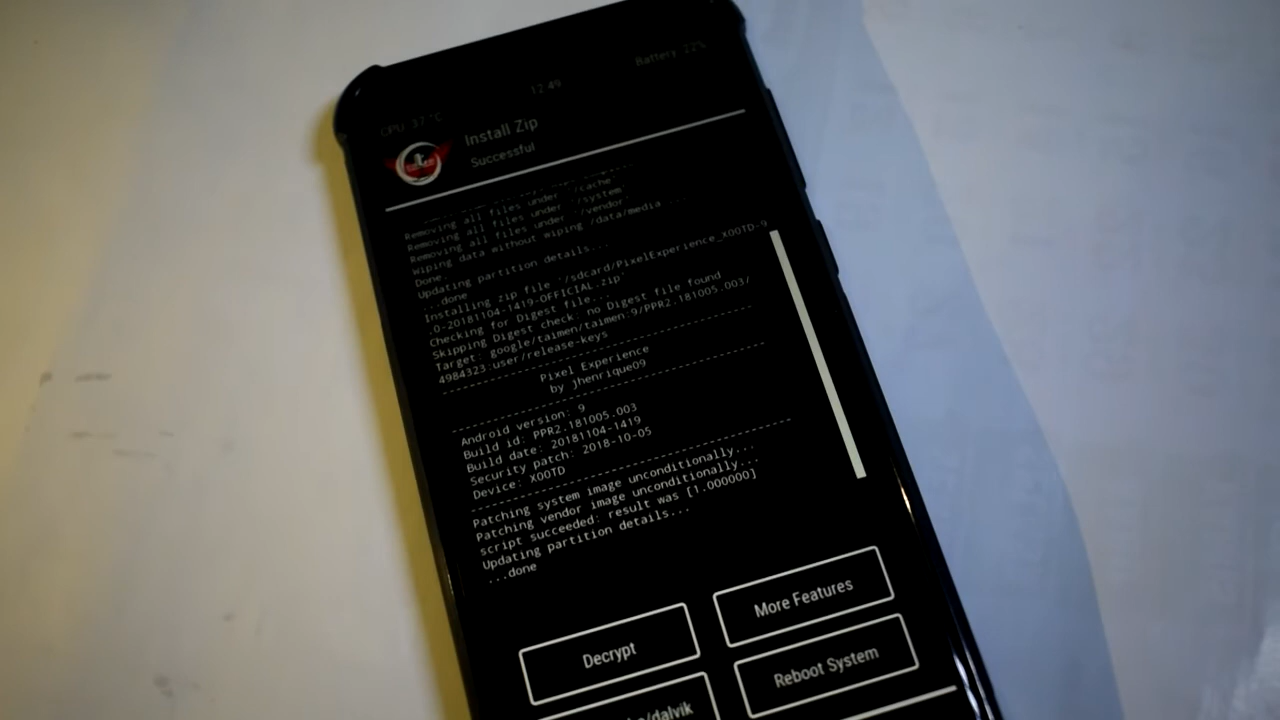 Battery 22%
12:49
CPU: 37 °C
Install Zip
Successful
Removing all files under '/cache'
Removing all files under '/system'
Removing all files under '/vendor'
Wiping data without wiping /data/media ...
Done.
Updating partition details...
...done
Installing zip file '/sdcard/PixelExperience_X00TD-9
.0-20181104-1419-OFFICIAL.zip'
Checking for Digest file...
Skipping Digest check: no Digest file found
Target: google/taimen/taimen:9/PPR2.181005.003/
4984323:user/release-keys
----------------------------------------------
Pixel Experience
by jhenrique09
----------------------------------------------
Android version: 9
Build id: PPR2.181005.003
Build date: 20181104-1419
Security patch: 2018-10-05
Device: X00TD
----------------------------------------------
Patching system image unconditionally...
Patching vendor image unconditionally...
script succeeded: result was [1.000000]
Updating partition details...
...done
Decrypt
More Features
/dalvik
Reboot System